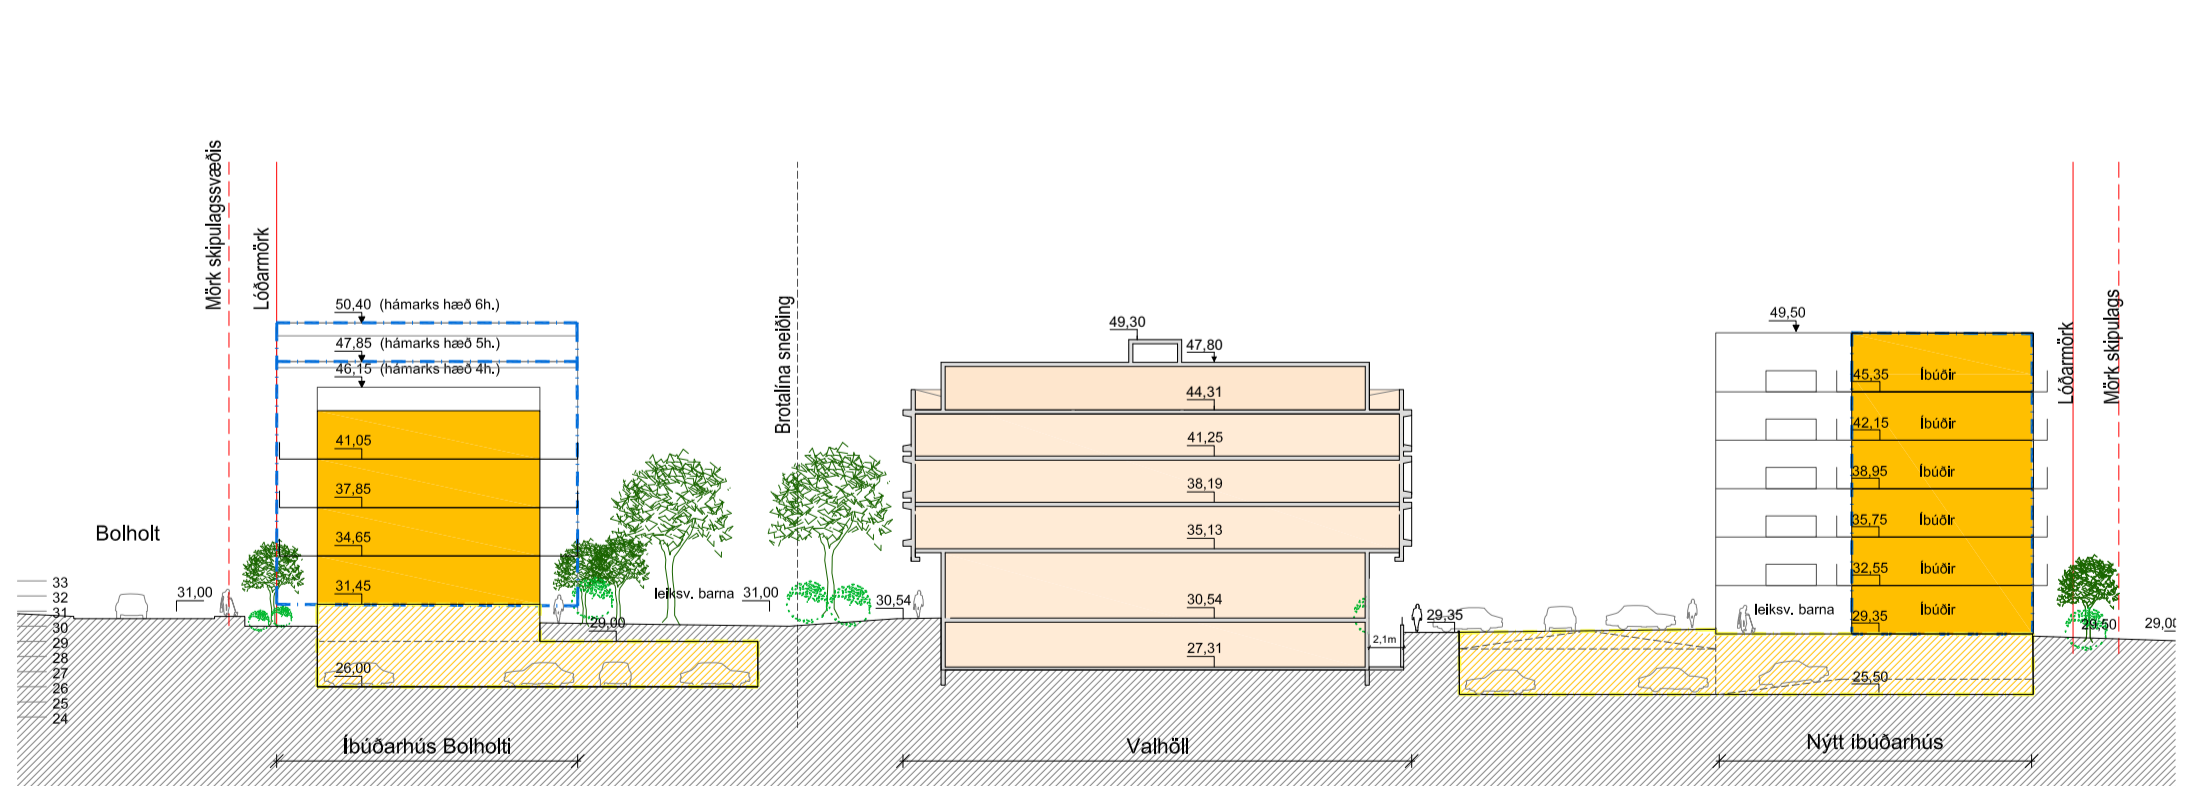 Mörk skipulagssvæðis
Lóðarmörk
Bolholt
33
32
31
30
29
28
27
26
25
24
31,00
50,40 (hámarks hæð 6h.)
47,85 (hámarks hæð 5h.)
46,15 (hámarks hæð 4h.)
41,05
37,85
34,65
31,45
29,00
26,00
Íbúðarhús Bolholti
leiksv. barna
31,00
Brotalína sneiðing
30,54
49,30
47,80
44,31
41,25
38,19
35,13
30,54
27,31
2,1m
Valhöll
29,35
49,50
45,35 Íbúðir
42,15 Íbúðir
38,95 Íbúðir
35,75 Íbúðir
32,55 Íbúðir
leiksv. barna
29,35 Íbúðir
25,50
Nýtt íbúðarhús
Lóðarmörk
Mörk skipulags
29,50
29,00